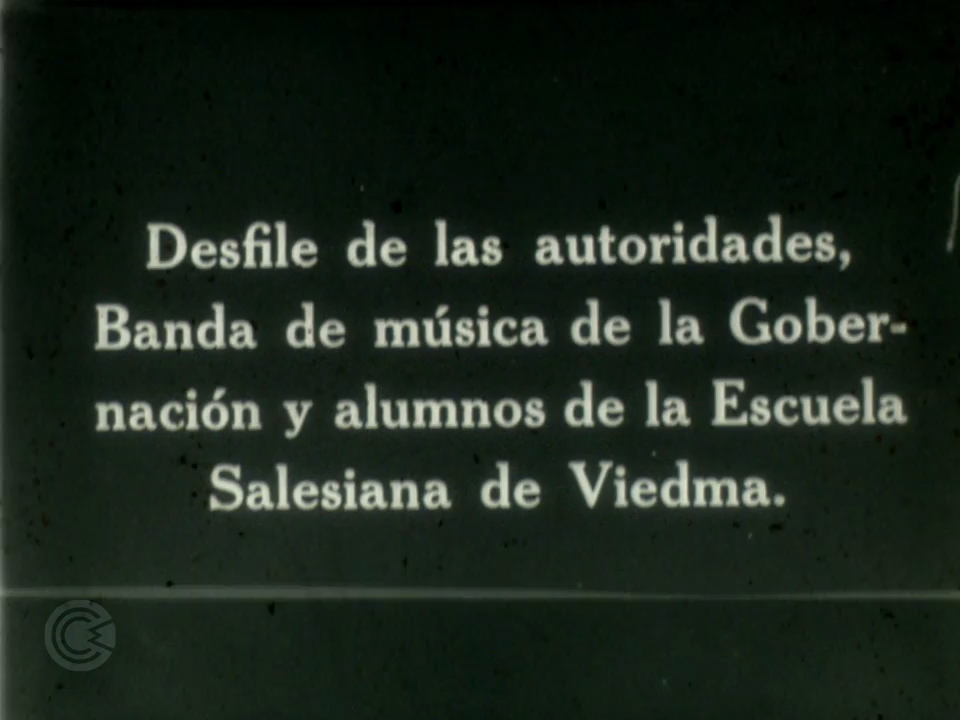 Desfile de las autoridades,
Banda de música de la Gober-
nación y alumnos de la Escuela
Salesiana de Viedma.